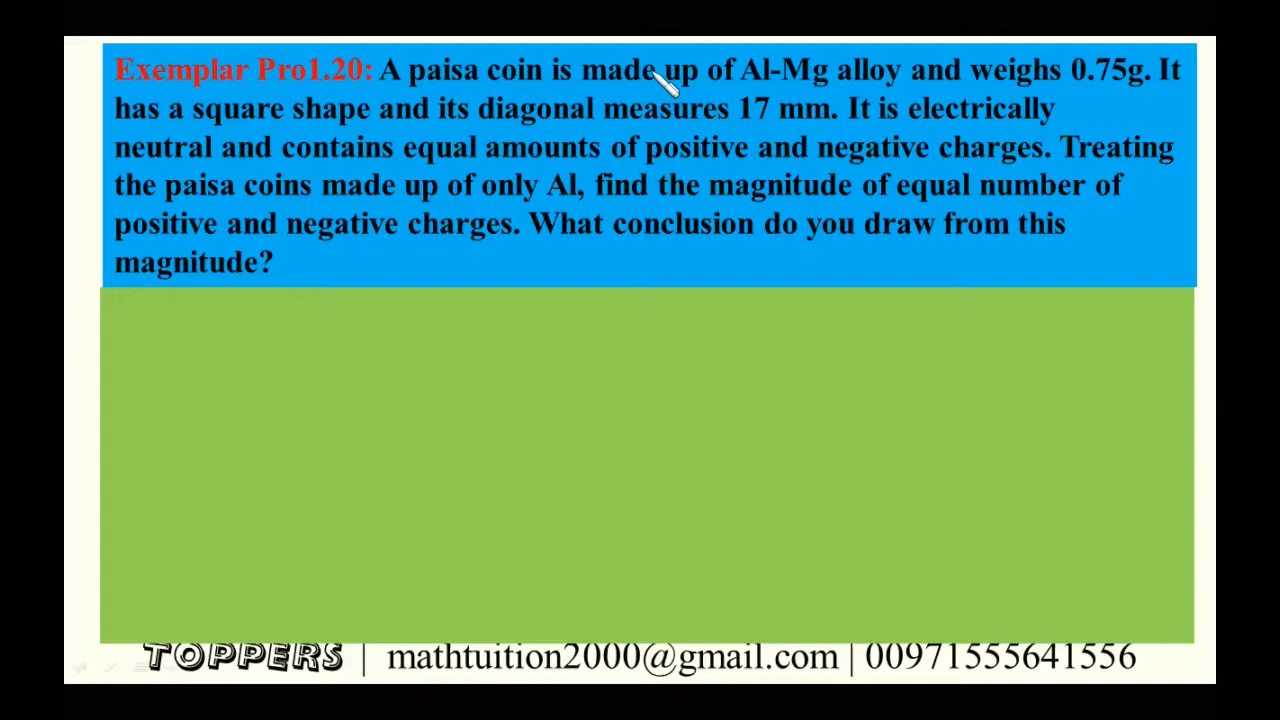 Exemplar Pro1.20: A paisa coin is made up of Al-Mg alloy and weighs 0.75g. It
has a square shape and its diagonal measures 17 mm. It is electrically
neutral and contains equal amounts of positive and negative charges. Treating
the paisa coins made up of only Al, find the magnitude of equal number of
positive and negative charges. What conclusion do you draw from this
magnitude?
TOPPERS | mathtuition2000@gmail.com | 00971555641556